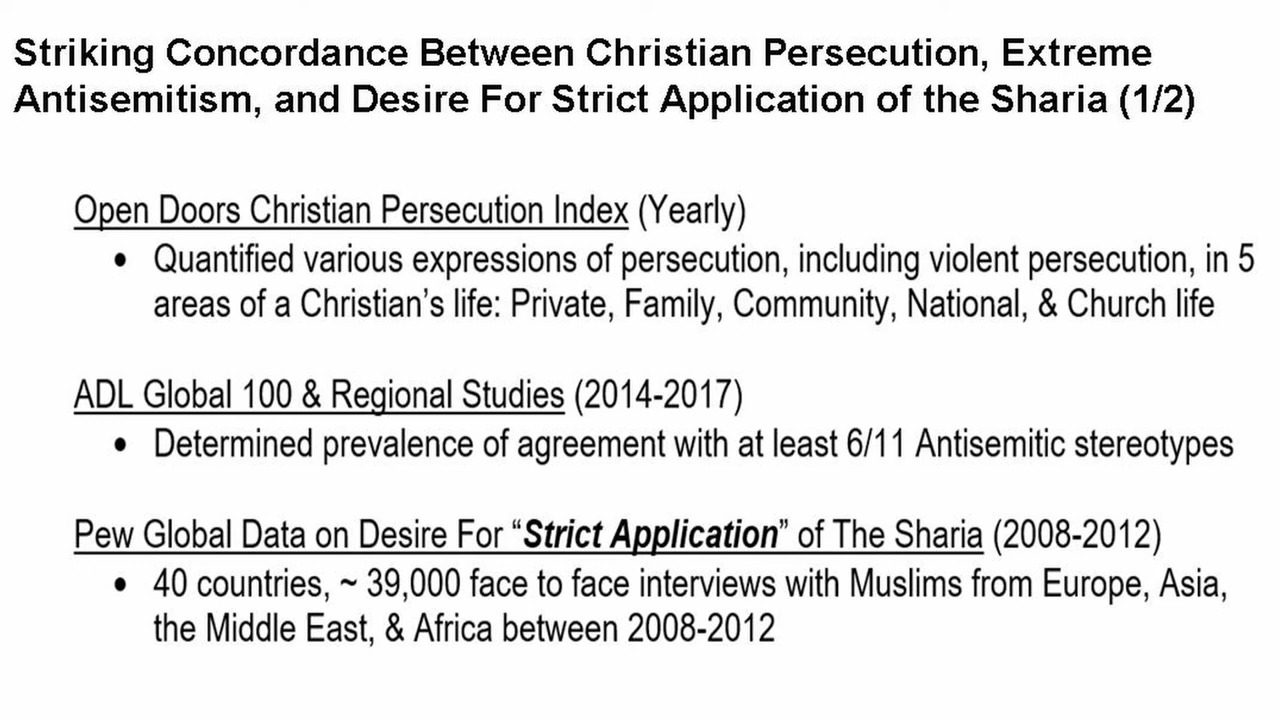 Striking Concordance Between Christian Persecution, Extreme
Antisemitism, and Desire For Strict Application of the Sharia (1/2)
Open Doors Christian Persecution Index (Yearly)
• Quantified various expressions of persecution, including violent persecution, in 5
areas of a Christian’s life: Private, Family, Community, National, & Church life
ADL Global 100 & Regional Studies (2014-2017)
• Determined prevalence of agreement with at least 6/11 Antisemitic stereotypes
Pew Global Data on Desire For “Strict Application” of The Sharia (2008-2012)
• 40 countries, ~ 39,000 face to face interviews with Muslims from Europe, Asia,
the Middle East, & Africa between 2008-2012